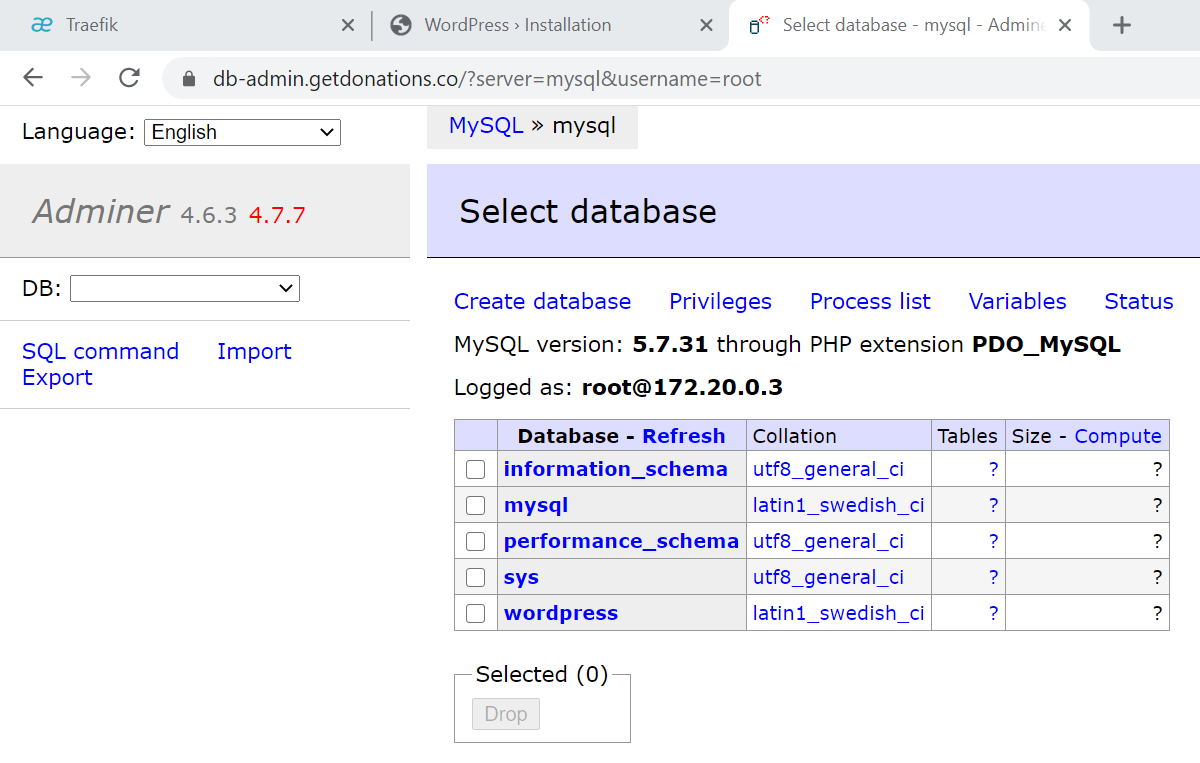 Traefik
WordPress › Installation
Select database - mysql - Admine
db-admin.getdonations.co/?server=mysql&username=root
Language: English
MySQL » mysql
Adminer 4.6.3 4.7.7
Select database
DB:
SQL command Import
Export
Create database Privileges Process list Variables Status
MySQL version: 5.7.31 through PHP extension PDO_MySQL
Logged as: root@172.20.0.3
Database - Refresh Collation Tables Size - Compute
information_schema utf8_general_ci ? ?
mysql latin1_swedish_ci ? ?
performance_schema utf8_general_ci ? ?
sys utf8_general_ci ? ?
wordpress latin1_swedish_ci ? ?
Selected (0)
Drop